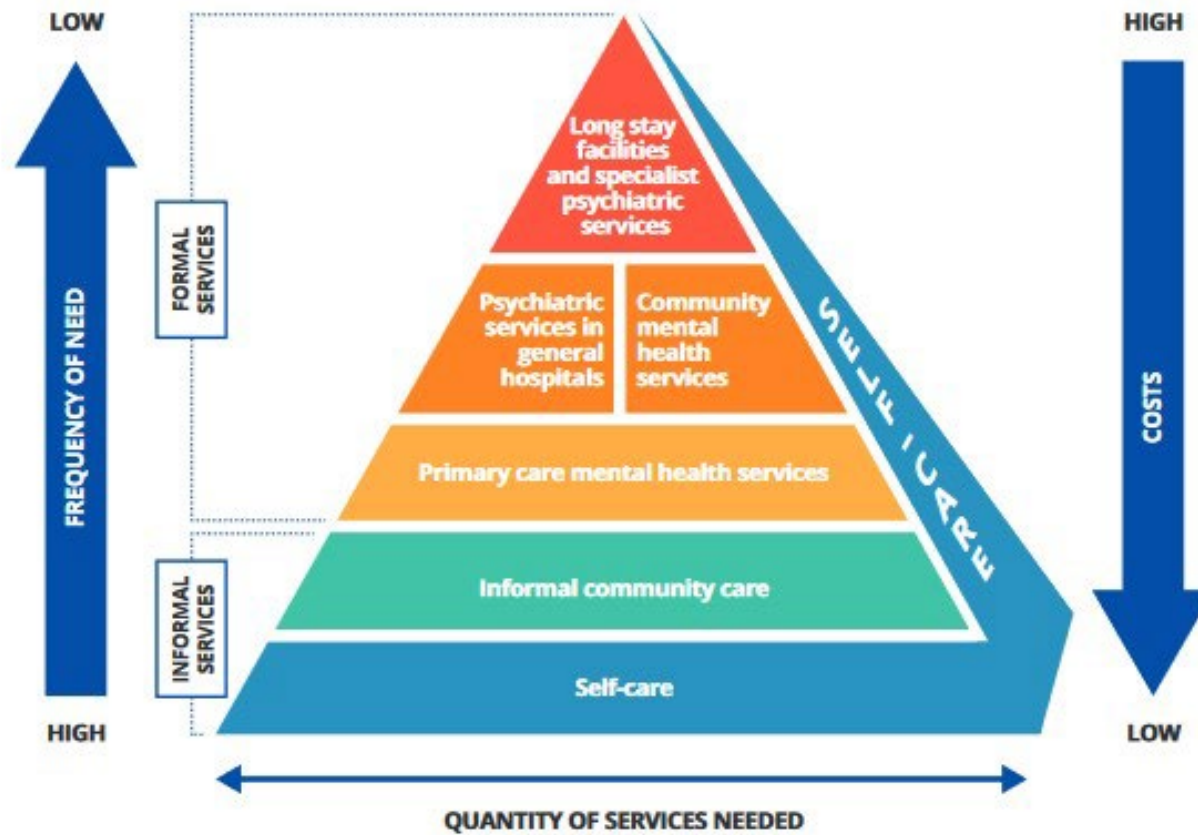 LOW
HIGH
Long stay
facilities
and specialist
psychiatric
services
FORMAL
SERVICES
Psychiatric
services in
general
hospitals
Community
mental
health
services
SELF-CARE
FREQUENCY OF NEED
COSTS
Primary care mental health services
INFORMAL
SERVICES
Informal community care
Self-care
HIGH
LOW
QUANTITY OF SERVICES NEEDED